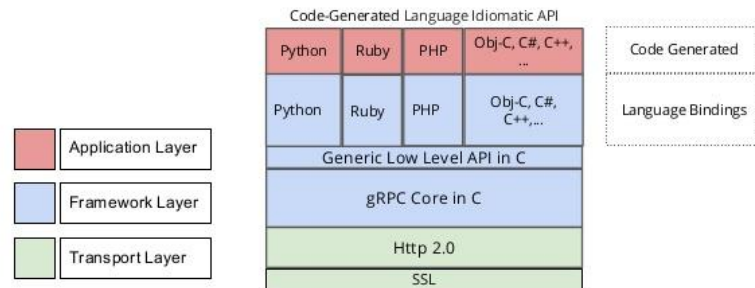 Code-Generated Language Idiomatic API
Python
Ruby
PHP
Obj-C, C#, C++,
...
Code Generated
Python
Ruby
PHP
Obj-C, C#,
C++,...
Language Bindings
Generic Low Level API in C
gRPC Core in C
Http 2.0
SSL
Application Layer
Framework Layer
Transport Layer